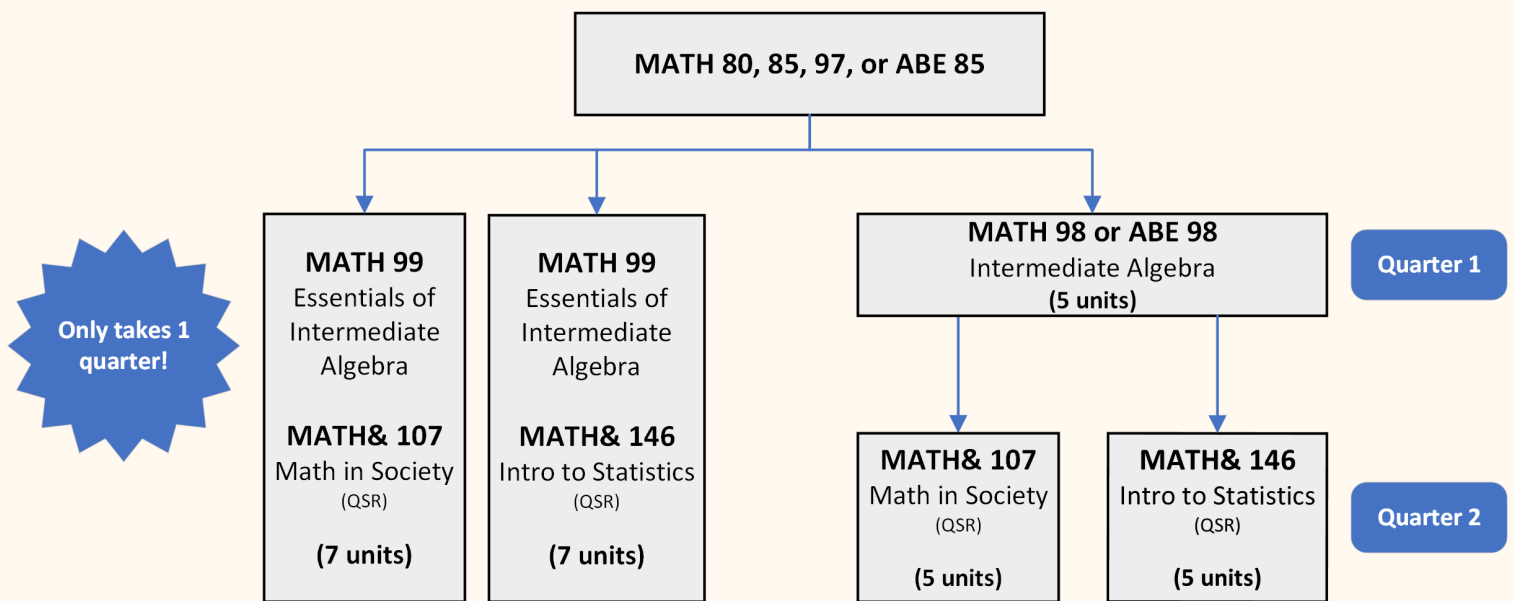 MATH 80, 85, 97, or ABE 85
Only takes 1
quarter!
MATH 99
Essentials of
Intermediate
Algebra
MATH& 107
Math in Society
(QSR)
(7 units)
MATH 99
Essentials of
Intermediate
Algebra
MATH& 146
Intro to Statistics
(QSR)
(7 units)
MATH 98 or ABE 98
Intermediate Algebra
(5 units)
Quarter 1
MATH& 107
Math in Society
(QSR)
(5 units)
MATH& 146
Intro to Statistics
(QSR)
(5 units)
Quarter 2